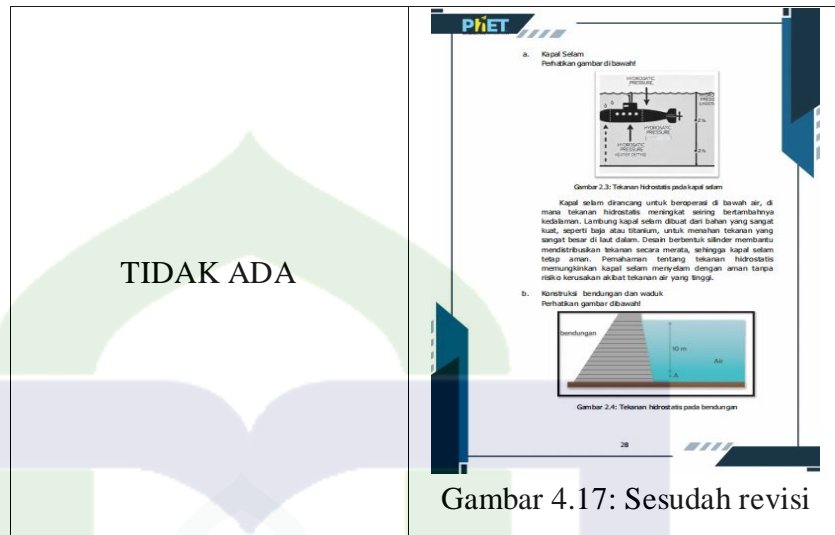 TIDAK ADA
PhET
a. Kapal Selam
Perhatikan gambar di bawah!
HYDROSATIC
PRESSURE
HYDROSATIC
PRESSURE
HYDROSATIC
PRESSURE
Gambar 2.3: Tekanan hidrostatis pada kapal selam
Kapal selam dirancang untuk beroperasi di bawah air, di
mana tekanan hidrostatis meningkat seiring bertambahnya
kedalaman. Lambung kapal selam dibuat dari bahan yang sangat
kuat, seperti baja atau titanium, untuk menahan tekanan yang
sangat besar di laut dalam. Desain berbentuk silinder membantu
mendistribusikan tekanan secara merata, sehingga kapal selam
tetap aman. Pemahaman tentang tekanan hidrostatis
memungkinkan kapal selam menyelam dengan aman tanpa
risiko kerusakan akibat tekanan air yang tinggi.
b. Konstruksi bendungan dan waduk
Perhatikan gambar dibawah!
bendungan
10 m
Air
A
Gambar 2.4: Tekanan hidrostatis pada bendungan
28
Gambar 4.17: Sesudah revisi